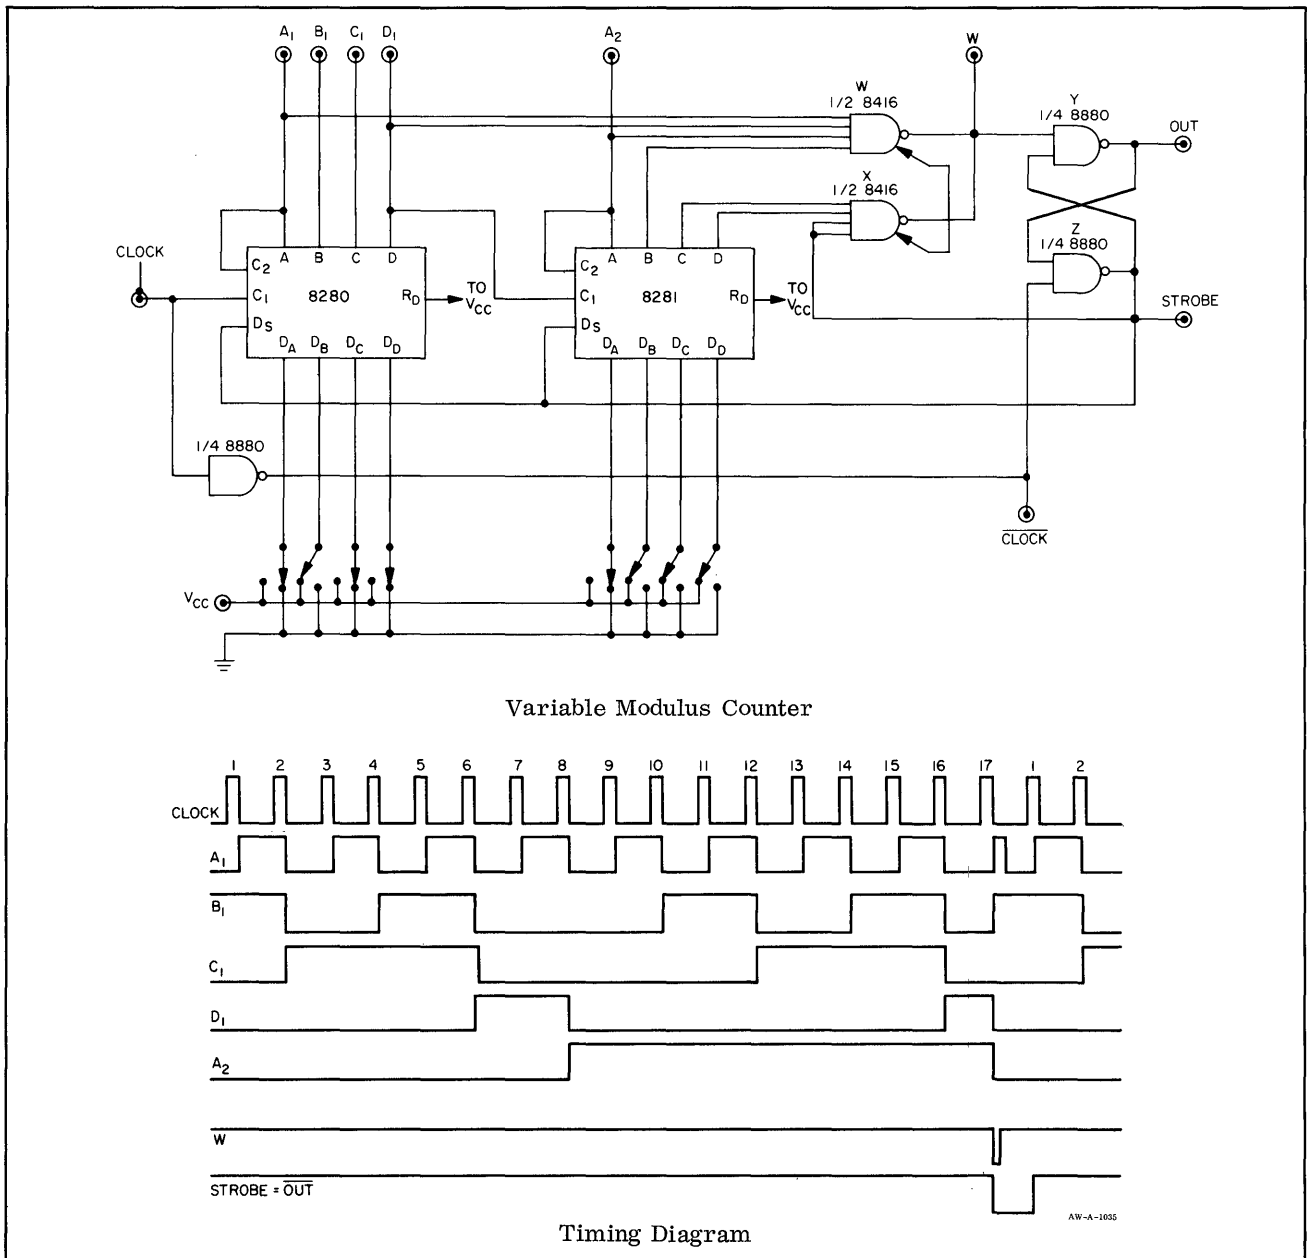 A1 B1 C1 D1 A2 W
W
1/2 8416
Y
1/4 8880
OUT
X
1/2 8416
Z
1/4 8880
CLOCK
A B C D
C2
C1 8280 RD TO VCC
DS
DA DB DC DD
A B C D
C2
C1 8281 RD TO VCC
DS
DA DB DC DD
STROBE
1/4 8880
C̅L̅O̅C̅K̅
VCC
Variable Modulus Counter
1 2 3 4 5 6 7 8 9 10 11 12 13 14 15 16 17 1 2
CLOCK
A1
B1
C1
D1
A2
W
STROBE = O̅U̅T̅
AW-A-1035
Timing Diagram